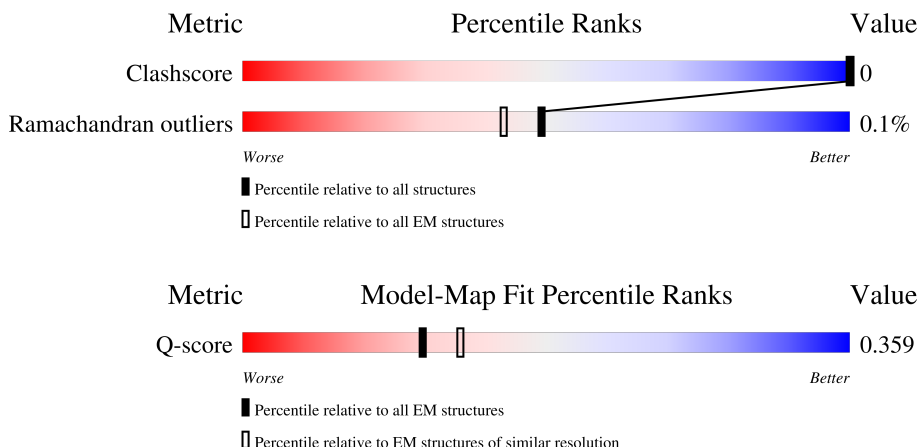 Metric Percentile Ranks Value
Clashscore 0
Ramachandran outliers 0.1%
Worse Better
Percentile relative to all structures
Percentile relative to all EM structures
Metric Model-Map Fit Percentile Ranks Value
Q-score 0.359
Worse Better
Percentile relative to all EM structures
Percentile relative to EM structures of similar resolution